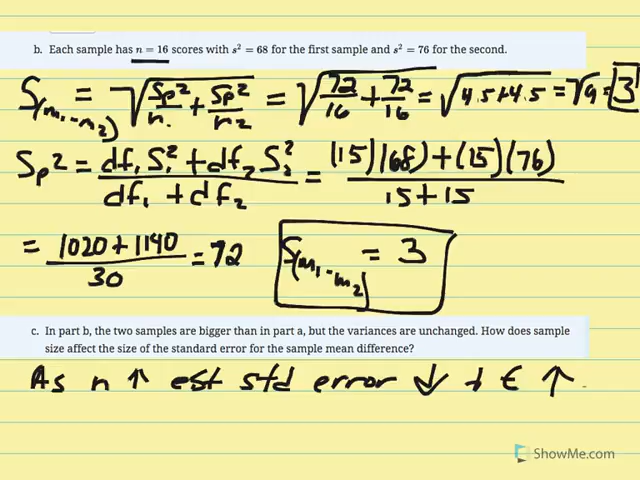 b. Each sample has n = 16 scores with s² = 68 for the first sample and s² = 76 for the second.
S(m₁-m₂) = √(Sp²/n₁ + Sp²/n₂) = √(72/16 + 72/16) = √(4.5+4.5) = √9 = 3
Sp² = (df₁ S₁² + df₂ S₂²)/(df₁ + df₂) = ((15)(68) + (15)(76))/(15+15)
= (1020+1140)/30 = 72 S(m₁-m₂) = 3
c. In part b, the two samples are bigger than in part a, but the variances are unchanged. How does sample
size affect the size of the standard error for the sample mean difference?
As n ↑ est std error ↓ + t ↑
ShowMe.com